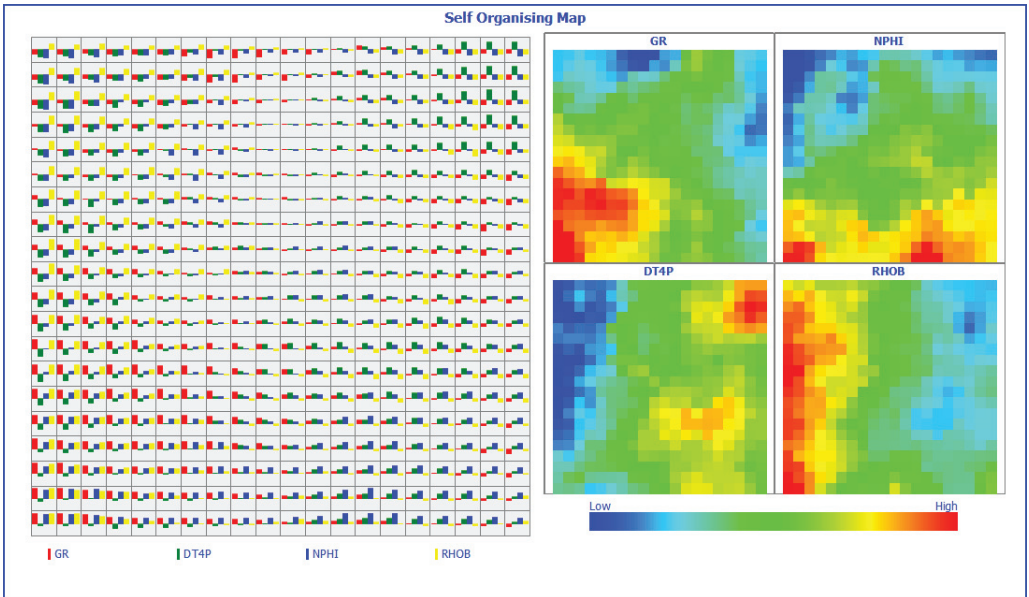 Self Organising Map
GR
NPHI
DT4P
RHOB
Low
High
GR
DT4P
NPHI
RHOB